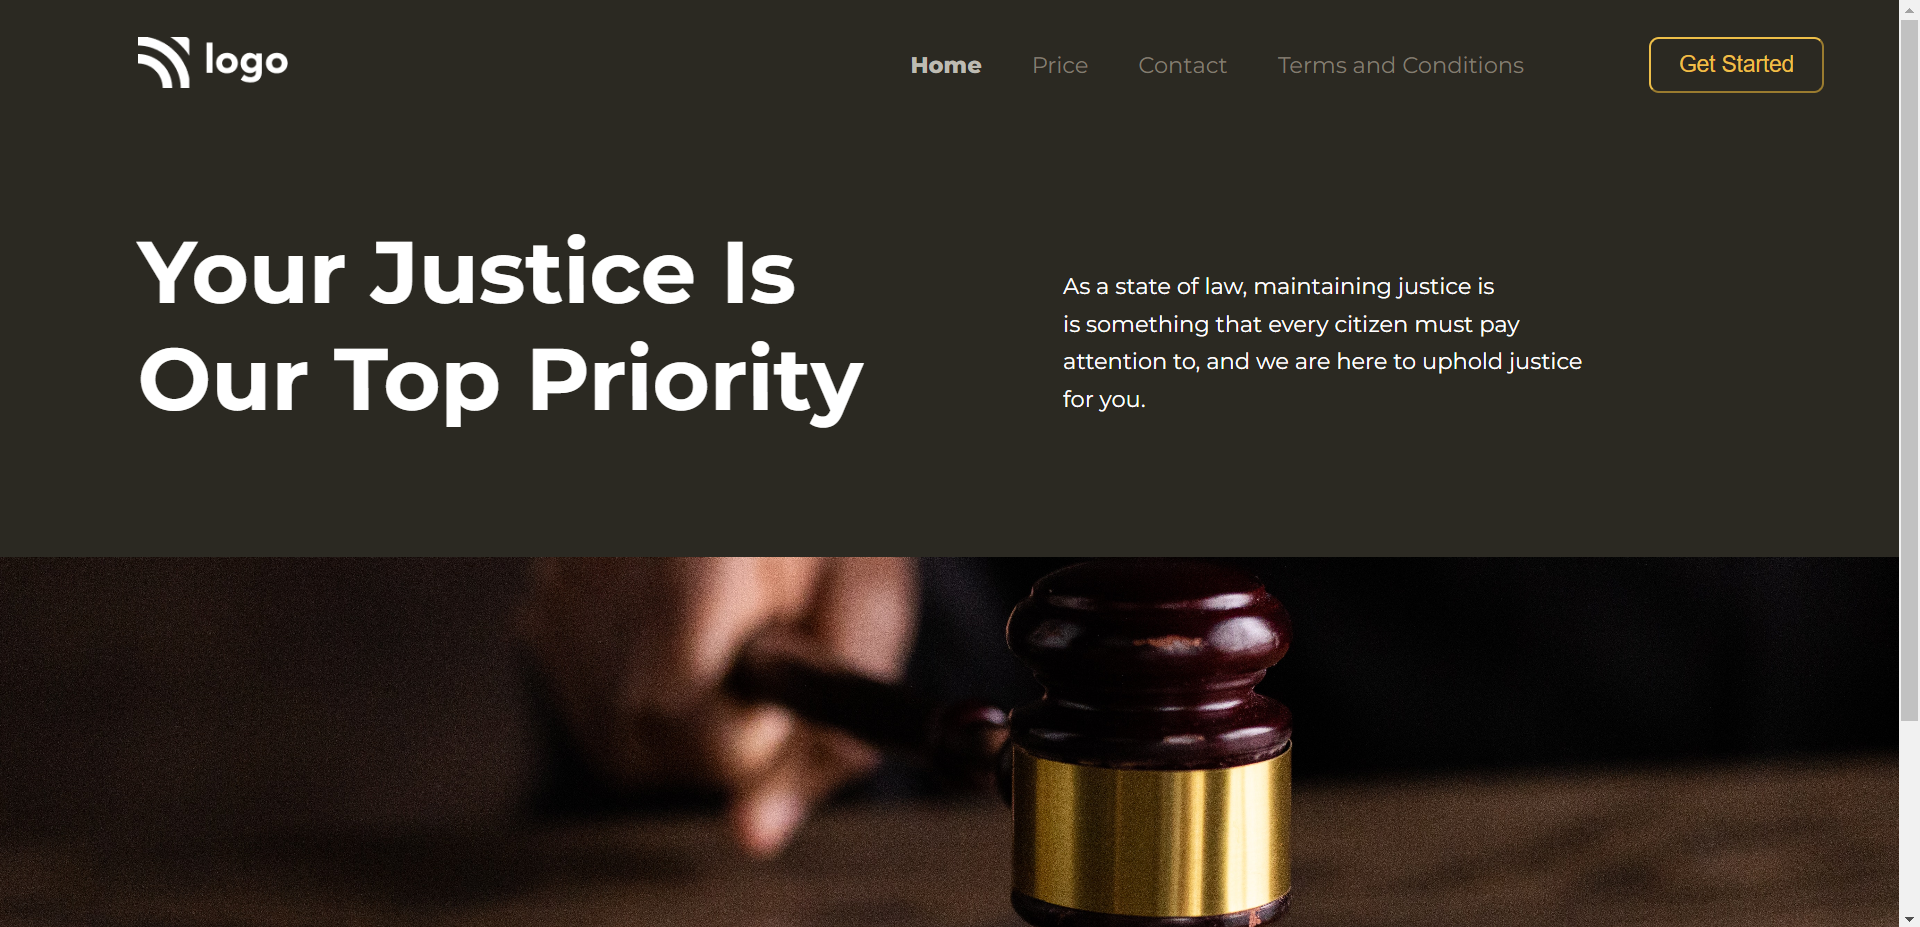 logo
Home Price Contact Terms and Conditions Get Started
Your Justice Is
Our Top Priority
As a state of law, maintaining justice is
is something that every citizen must pay
attention to, and we are here to uphold justice
for you.